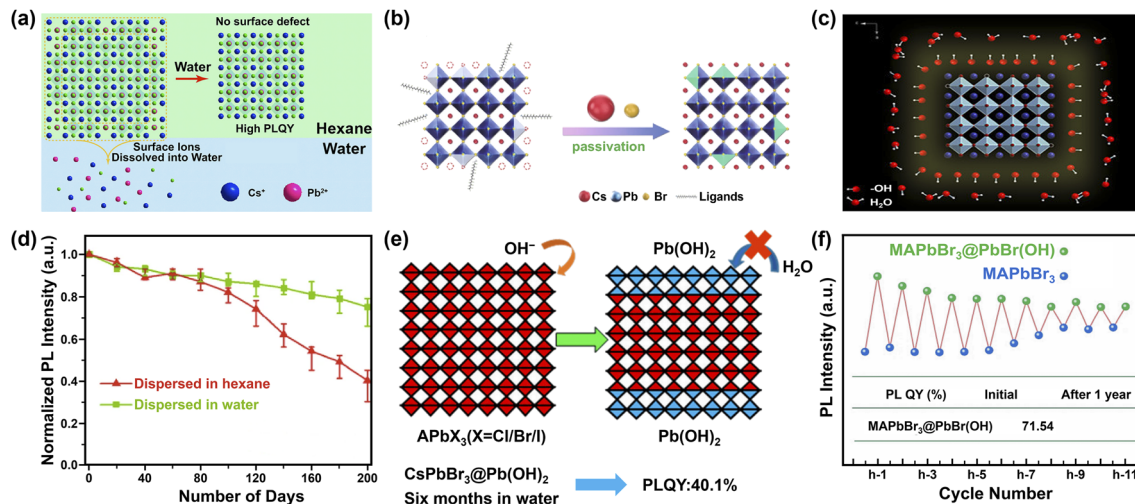 (a)
No surface defect
Water
High PLQY
Hexane
Water
Surface Ions
Dissolved into Water
Cs⁺
Pb²⁺
(b)
passivation
Cs Pb Br Ligands
(c)
-OH
H₂O
(d)
Normalized PL Intensity (a.u.)
1.0
0.8
0.6
0.4
0.2
0.0
Dispersed in hexane
Dispersed in water
0 40 80 120 160 200
Number of Days
(e)
OH⁻
Pb(OH)₂
H₂O
APbX₃(X=Cl/Br/I)
Pb(OH)₂
CsPbBr₃@Pb(OH)₂
Six months in water
PLQY:40.1%
(f)
MAPbBr₃@PbBr(OH)
MAPbBr₃
PL Intensity (a.u.)
PL QY (%) Initial After 1 year
MAPbBr₃@PbBr(OH) 71.54
h-1 h-3 h-5 h-7 h-9 h-11
Cycle Number